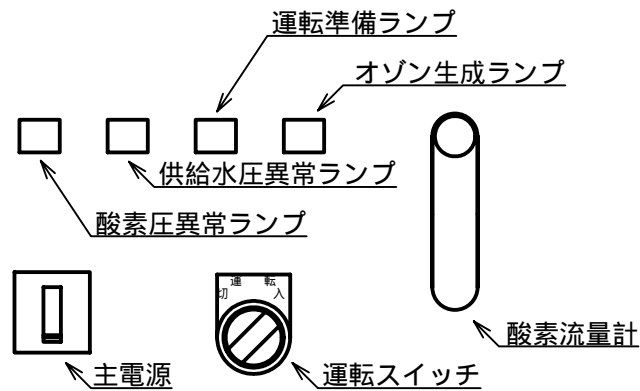 運転準備ランプ
オゾン生成ランプ
供給水圧異常ランプ
酸素圧異常ランプ
運 転
切 入
酸素流量計
主電源
運転スイッチ